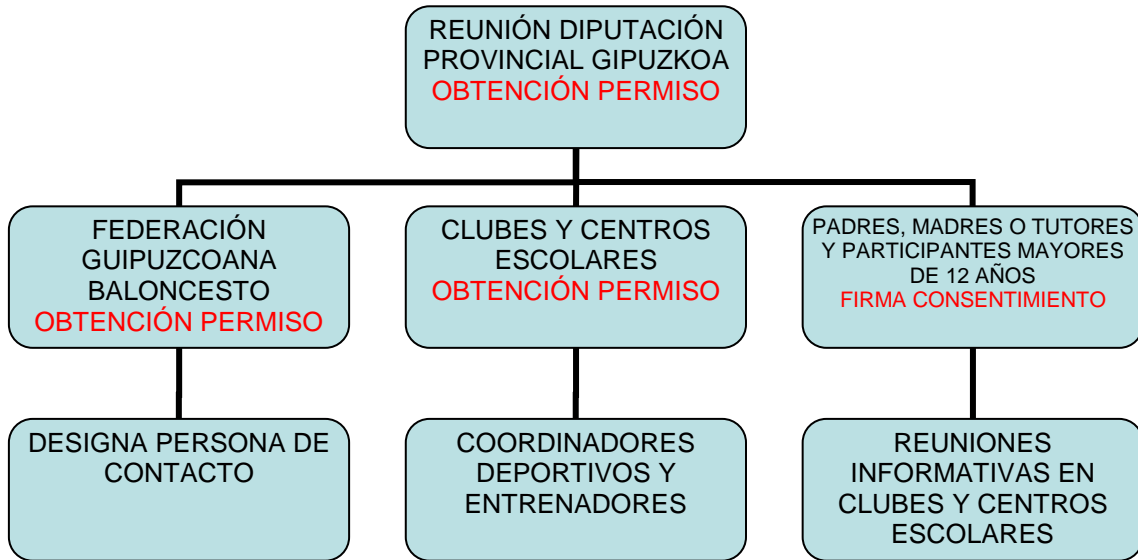 REUNIÓN DIPUTACIÓN
PROVINCIAL GIPUZKOA
OBTENCIÓN PERMISO
FEDERACIÓN
GUIPUZCOANA
BALONCESTO
OBTENCIÓN PERMISO
CLUBES Y CENTROS
ESCOLARES
OBTENCIÓN PERMISO
PADRES, MADRES O TUTORES
Y PARTICIPANTES MAYORES
DE 12 AÑOS
FIRMA CONSENTIMIENTO
DESIGNA PERSONA DE
CONTACTO
COORDINADORES
DEPORTIVOS Y
ENTRENADORES
REUNIONES
INFORMATIVAS EN
CLUBES Y CENTROS
ESCOLARES